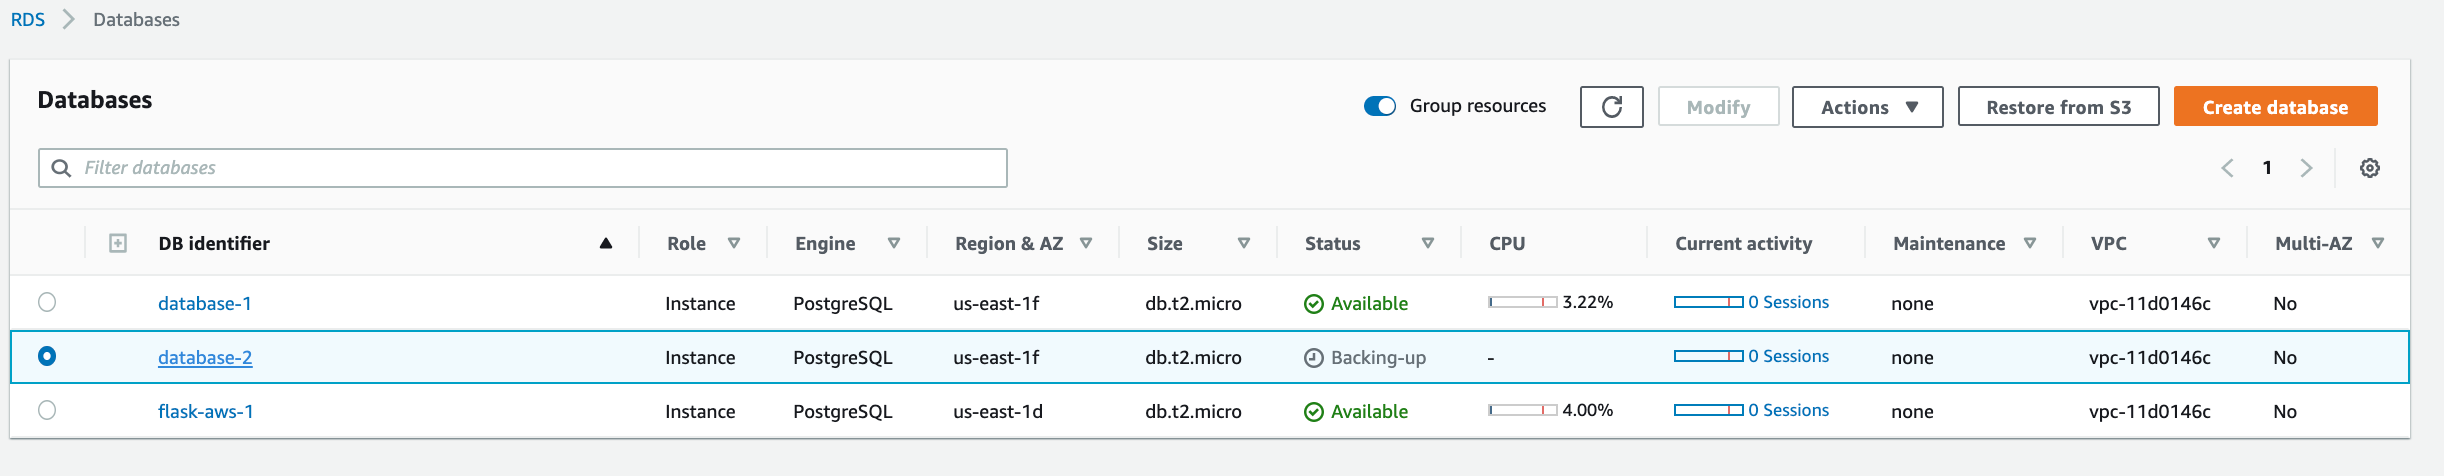 RDS > Databases
Databases
Group resources Modify Actions Restore from S3 Create database
Filter databases
1
DB identifier Role Engine Region & AZ Size Status CPU Current activity Maintenance VPC Multi-AZ
database-1 Instance PostgreSQL us-east-1f db.t2.micro Available 3.22% 0 Sessions none vpc-11d0146c No
database-2 Instance PostgreSQL us-east-1f db.t2.micro Backing-up - 0 Sessions none vpc-11d0146c No
flask-aws-1 Instance PostgreSQL us-east-1d db.t2.micro Available 4.00% 0 Sessions none vpc-11d0146c No